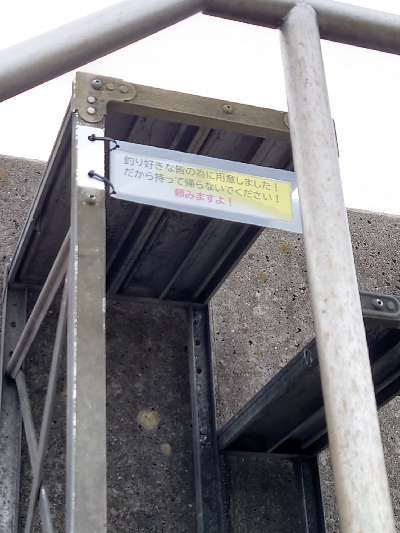 釣り好きな皆の為に用意しました！
だから持って帰らないでください！
頼みますよ！